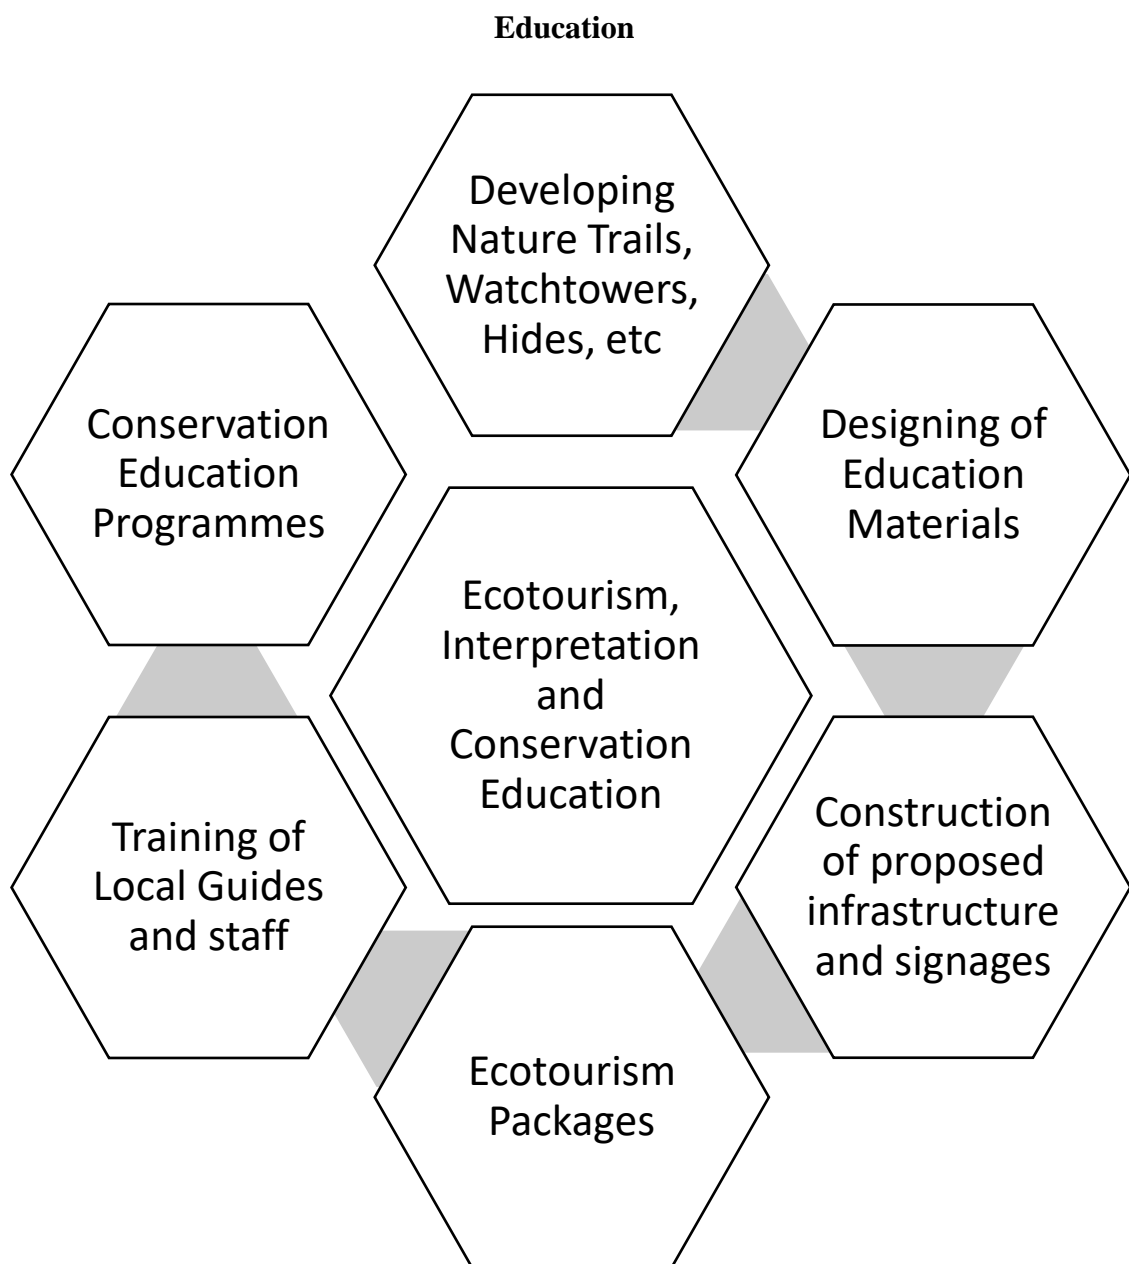 Education
Developing
Nature Trails,
Watchtowers,
Hides, etc
Designing of
Education
Materials
Construction
of proposed
infrastructure
and signages
Ecotourism
Packages
Training of
Local Guides
and staff
Conservation
Education
Programmes
Ecotourism,
Interpretation
and
Conservation
Education